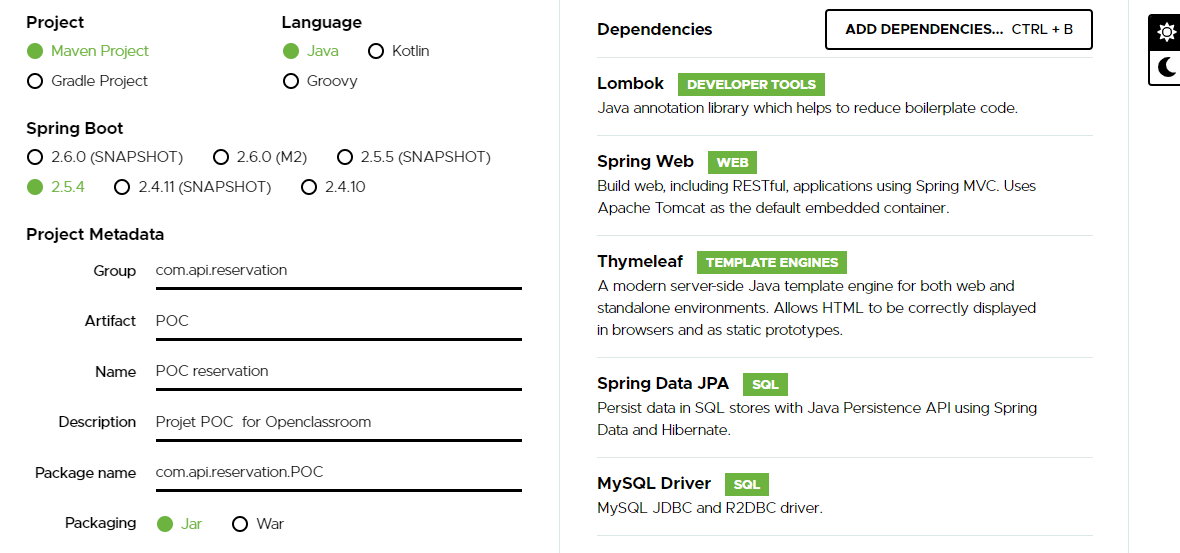 Project
Maven Project
Gradle Project
Language
Java Kotlin
Groovy
Spring Boot
2.6.0 (SNAPSHOT) 2.6.0 (M2) 2.5.5 (SNAPSHOT)
2.5.4 2.4.11 (SNAPSHOT) 2.4.10
Project Metadata
Group com.api.reservation
Artifact POC
Name POC reservation
Description Projet POC  for Openclassroom
Package name com.api.reservation.POC
Packaging Jar War
Dependencies ADD DEPENDENCIES... CTRL + B
Lombok DEVELOPER TOOLS
Java annotation library which helps to reduce boilerplate code.
Spring Web WEB
Build web, including RESTful, applications using Spring MVC. Uses
Apache Tomcat as the default embedded container.
Thymeleaf TEMPLATE ENGINES
A modern server-side Java template engine for both web and
standalone environments. Allows HTML to be correctly displayed
in browsers and as static prototypes.
Spring Data JPA SQL
Persist data in SQL stores with Java Persistence API using Spring
Data and Hibernate.
MySQL Driver SQL
MySQL JDBC and R2DBC driver.